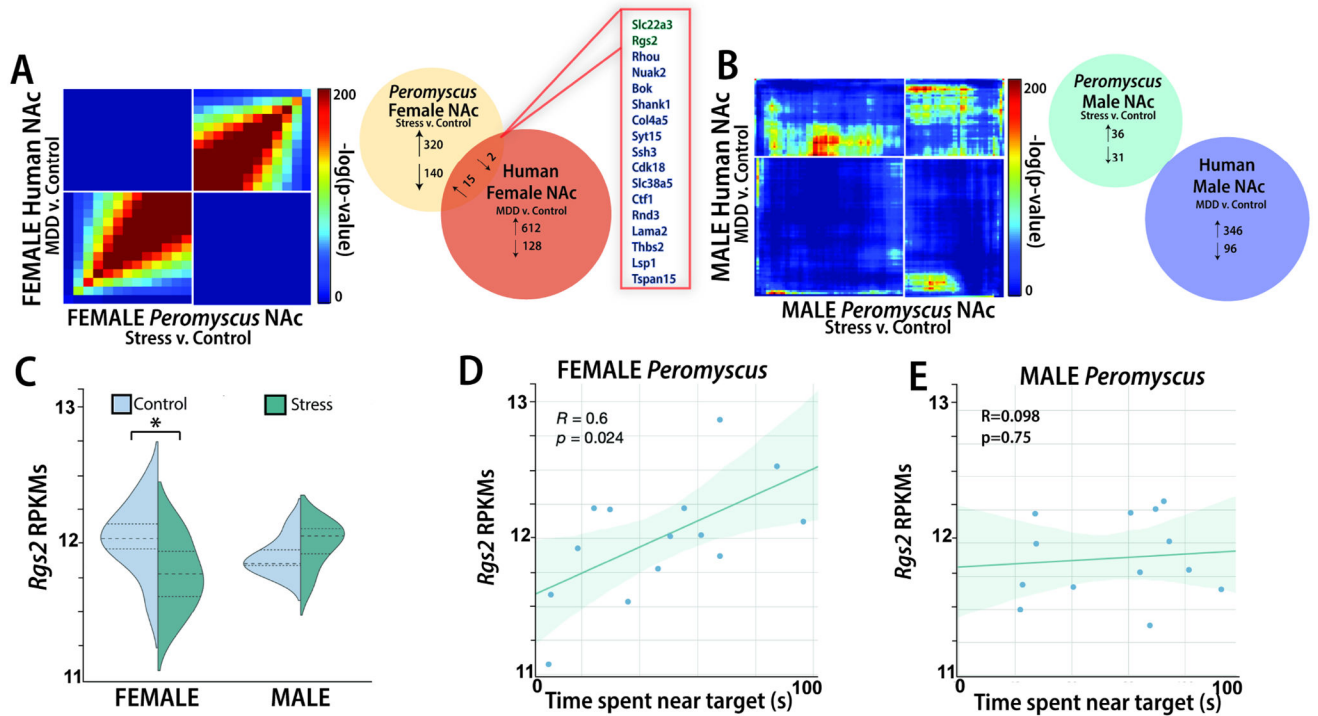 A
FEMALE Human NAc
MDD v. Control
200
-log(p-value)
0
FEMALE Peromyscus NAc
Stress v. Control
Peromyscus
Female NAc
Stress v. Control
↑ 320
↓ 140
↑ 15
↓ 2
Human
Female NAc
MDD v. Control
↑ 612
↓ 128
Slc22a3
Rgs2
Rhou
Nuak2
Bok
Shank1
Col4a5
Syt15
Ssh3
Cdk18
Slc38a5
Ctf1
Rnd3
Lama2
Thbs2
Lsp1
Tspan15
B
MALE Human NAc
MDD v. Control
200
-log(p-value)
0
MALE Peromyscus NAc
Stress v. Control
Peromyscus
Male NAc
Stress v. Control
↑ 36
↓ 31
Human
Male NAc
MDD v. Control
↑ 346
↓ 96
C
Control
Stress
*
13
12
11
Rgs2 RPKMs
FEMALE
MALE
D
FEMALE Peromyscus
R = 0.6
p = 0.024
13
12
11
Rgs2 RPKMs
0
100
Time spent near target (s)
E
MALE Peromyscus
R=0.098
p=0.75
13
12
11
Rgs2 RPKMs
0
100
Time spent near target (s)